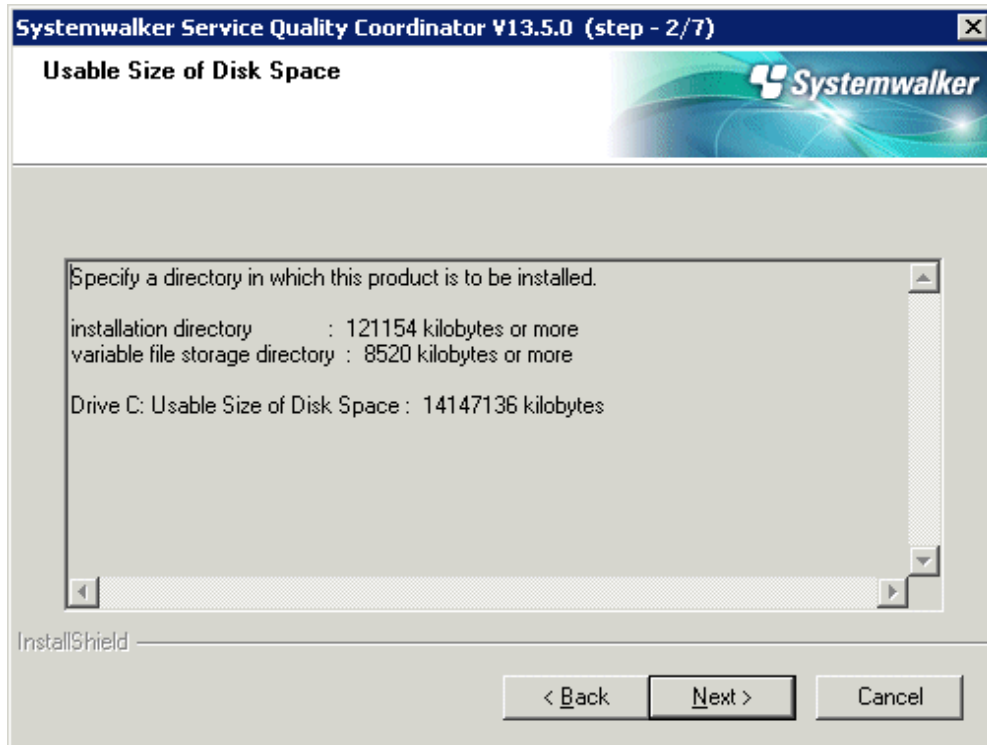 Systemwalker Service Quality Coordinator V13.5.0 (step - 2/7)
Usable Size of Disk Space
Systemwalker
Specify a directory in which this product is to be installed.
installation directory : 121154 kilobytes or more
variable file storage directory : 8520 kilobytes or more
Drive C: Usable Size of Disk Space : 14147136 kilobytes
InstallShield
< Back
Next >
Cancel